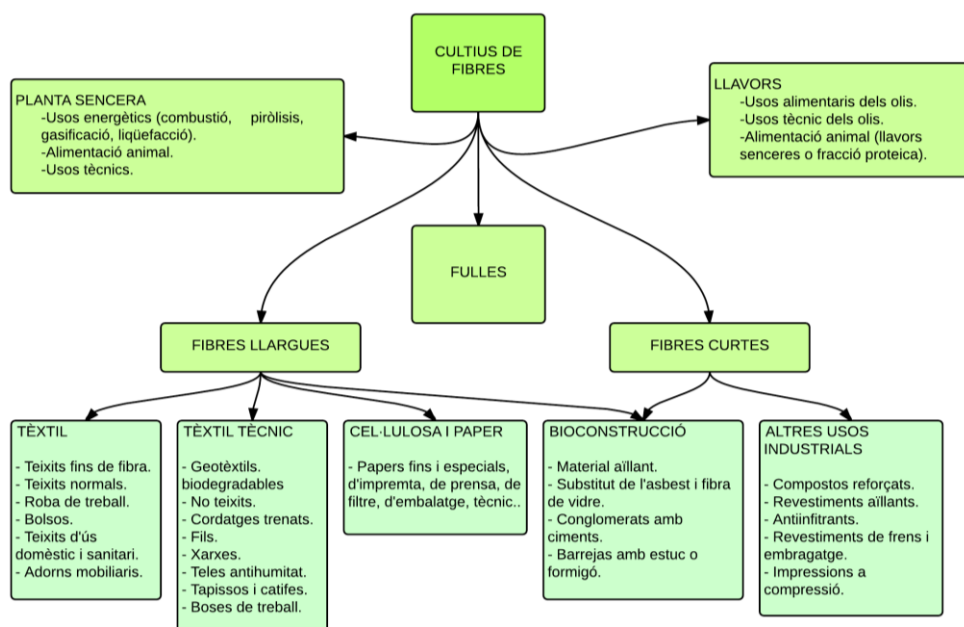 CULTIUS DE
FIBRES
PLANTA SENCERA
-Usos energètics (combustió, piròlisis,
gasificació, liqüefacció).
-Alimentació animal.
-Usos tècnics.
LLAVORS
-Usos alimentaris dels olis.
-Usos tècnic dels olis.
-Alimentació animal (llavors
senceres o fracció proteica).
FULLES
FIBRES LLARGUES
FIBRES CURTES
TÈXTIL
- Teixits fins de fibra.
- Teixits normals.
- Roba de treball.
- Bolsos.
- Teixits d'ús
domèstic i sanitari.
- Adorns mobiliaris.
TÈXTIL TÈCNIC
- Geotèxtils.
biodegradables
- No teixits.
- Cordatges trenats.
- Fils.
- Xarxes.
- Teles antihumitat.
- Tapissos i catifes.
- Boses de treball.
CEL·LULOSA I PAPER
- Papers fins i especials,
d'impremta, de prensa, de
filtre, d'embalatge, tècnic..
BIOCONSTRUCCIÓ
- Material aïllant.
- Substitut de l'asbest i fibra
de vidre.
- Conglomerats amb
ciments.
- Barrejas amb estuc o
formigó.
ALTRES USOS
INDUSTRIALS
- Compostos reforçats.
- Revestiments aïllants.
- Antiinfitrants.
- Revestiments de frens i
embragatge.
- Impressions a
compressió.